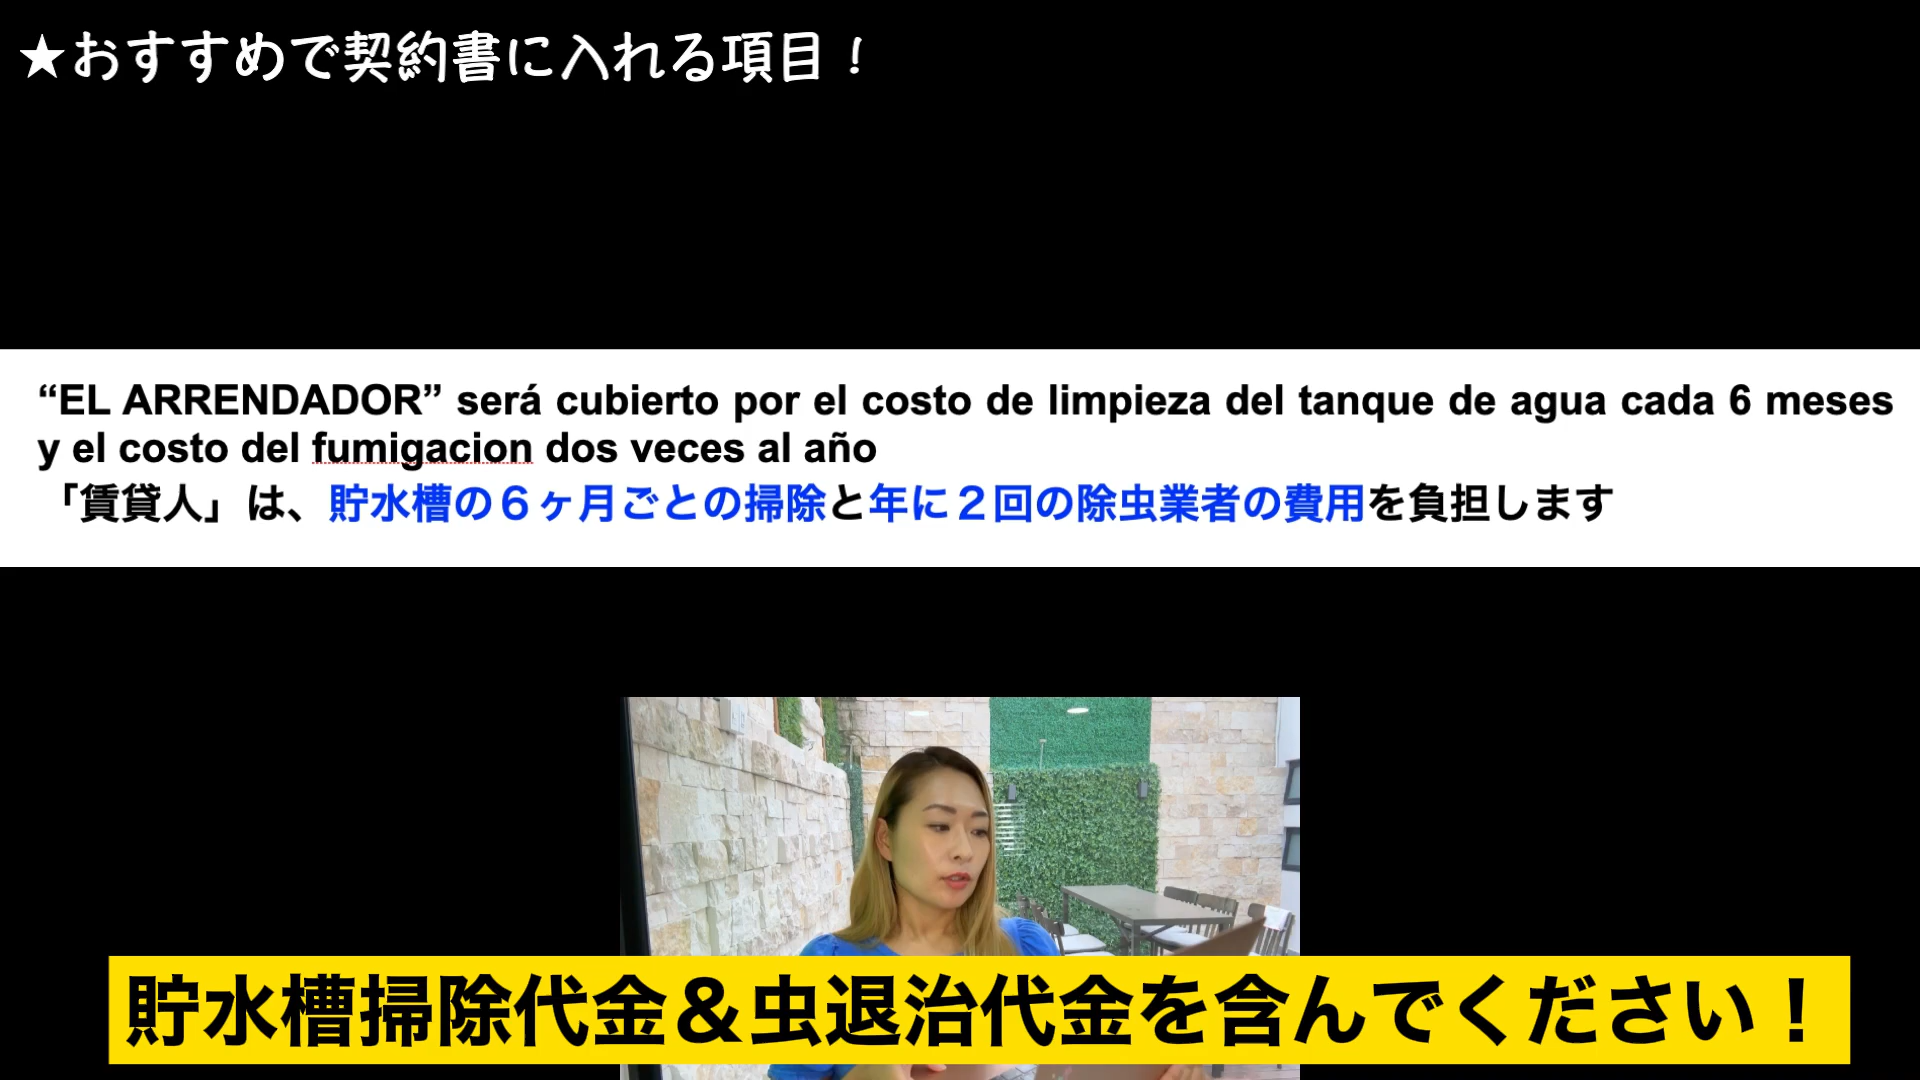 ★おすすめで契約書に入れる項目！
“EL ARRENDADOR” será cubierto por el costo de limpieza del tanque de agua cada 6 meses
y el costo del fumigacion dos veces al año
「賃貸人」は、貯水槽の６ヶ月ごとの掃除と年に２回の除虫業者の費用を負担します
貯水槽掃除代金＆虫退治代金を含んでください！